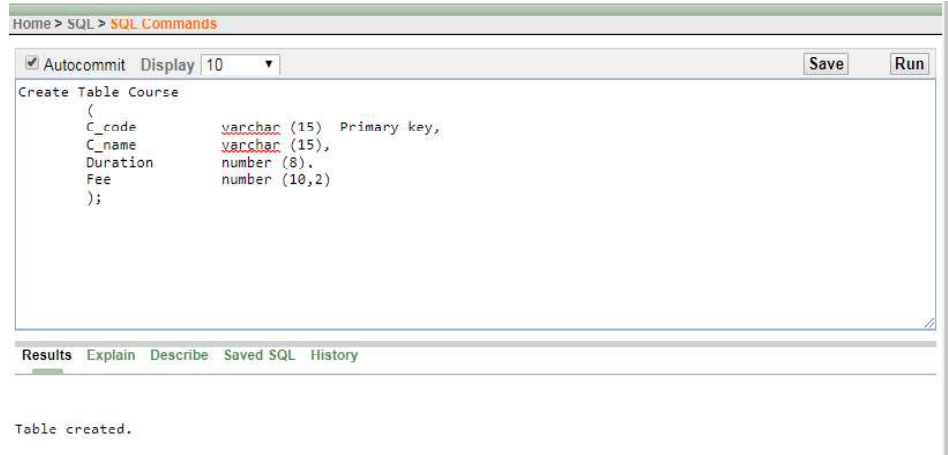 Home > SQL > SQL Commands
Autocommit Display 10 Save Run
Create Table Course
(
C_code varchar (15) Primary key,
C_name varchar (15),
Duration number (8),
Fee number (10,2)
);
Results Explain Describe Saved SQL History
Table created.